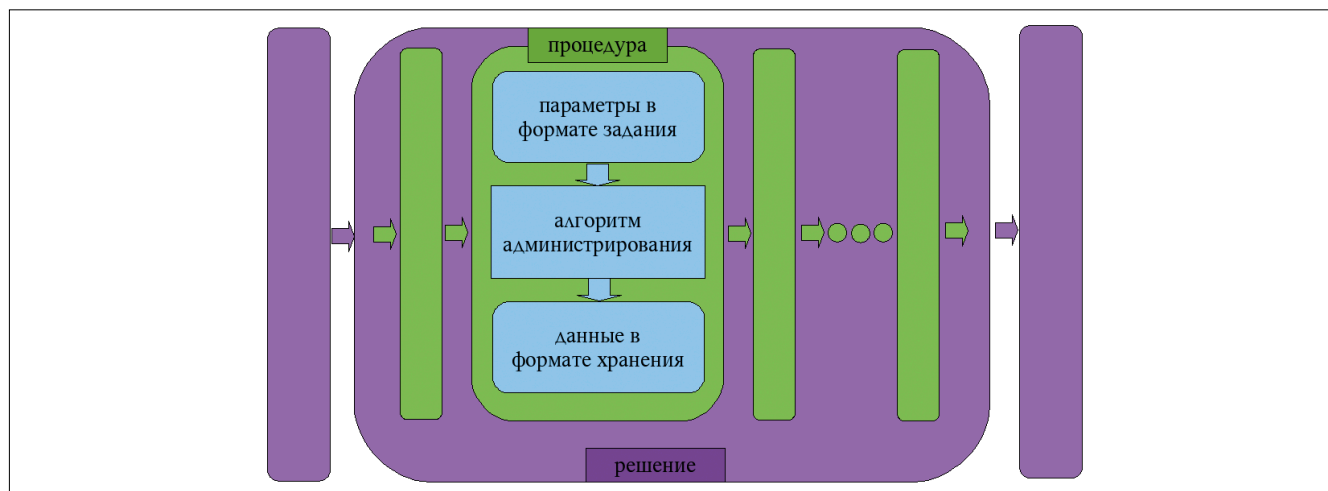 процедура
параметры в
формате задания
алгоритм
администрирования
данные в
формате хранения
решение